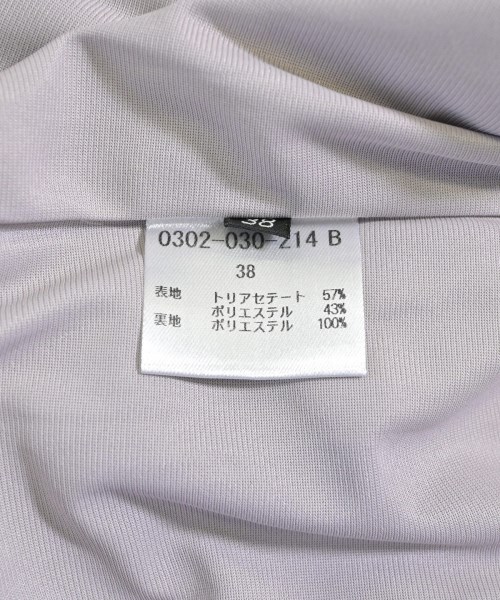 38
0302-030-214 B
38
表地 トリアセテート 57%
ポリエステル 43%
裏地 ポリエステル 100%